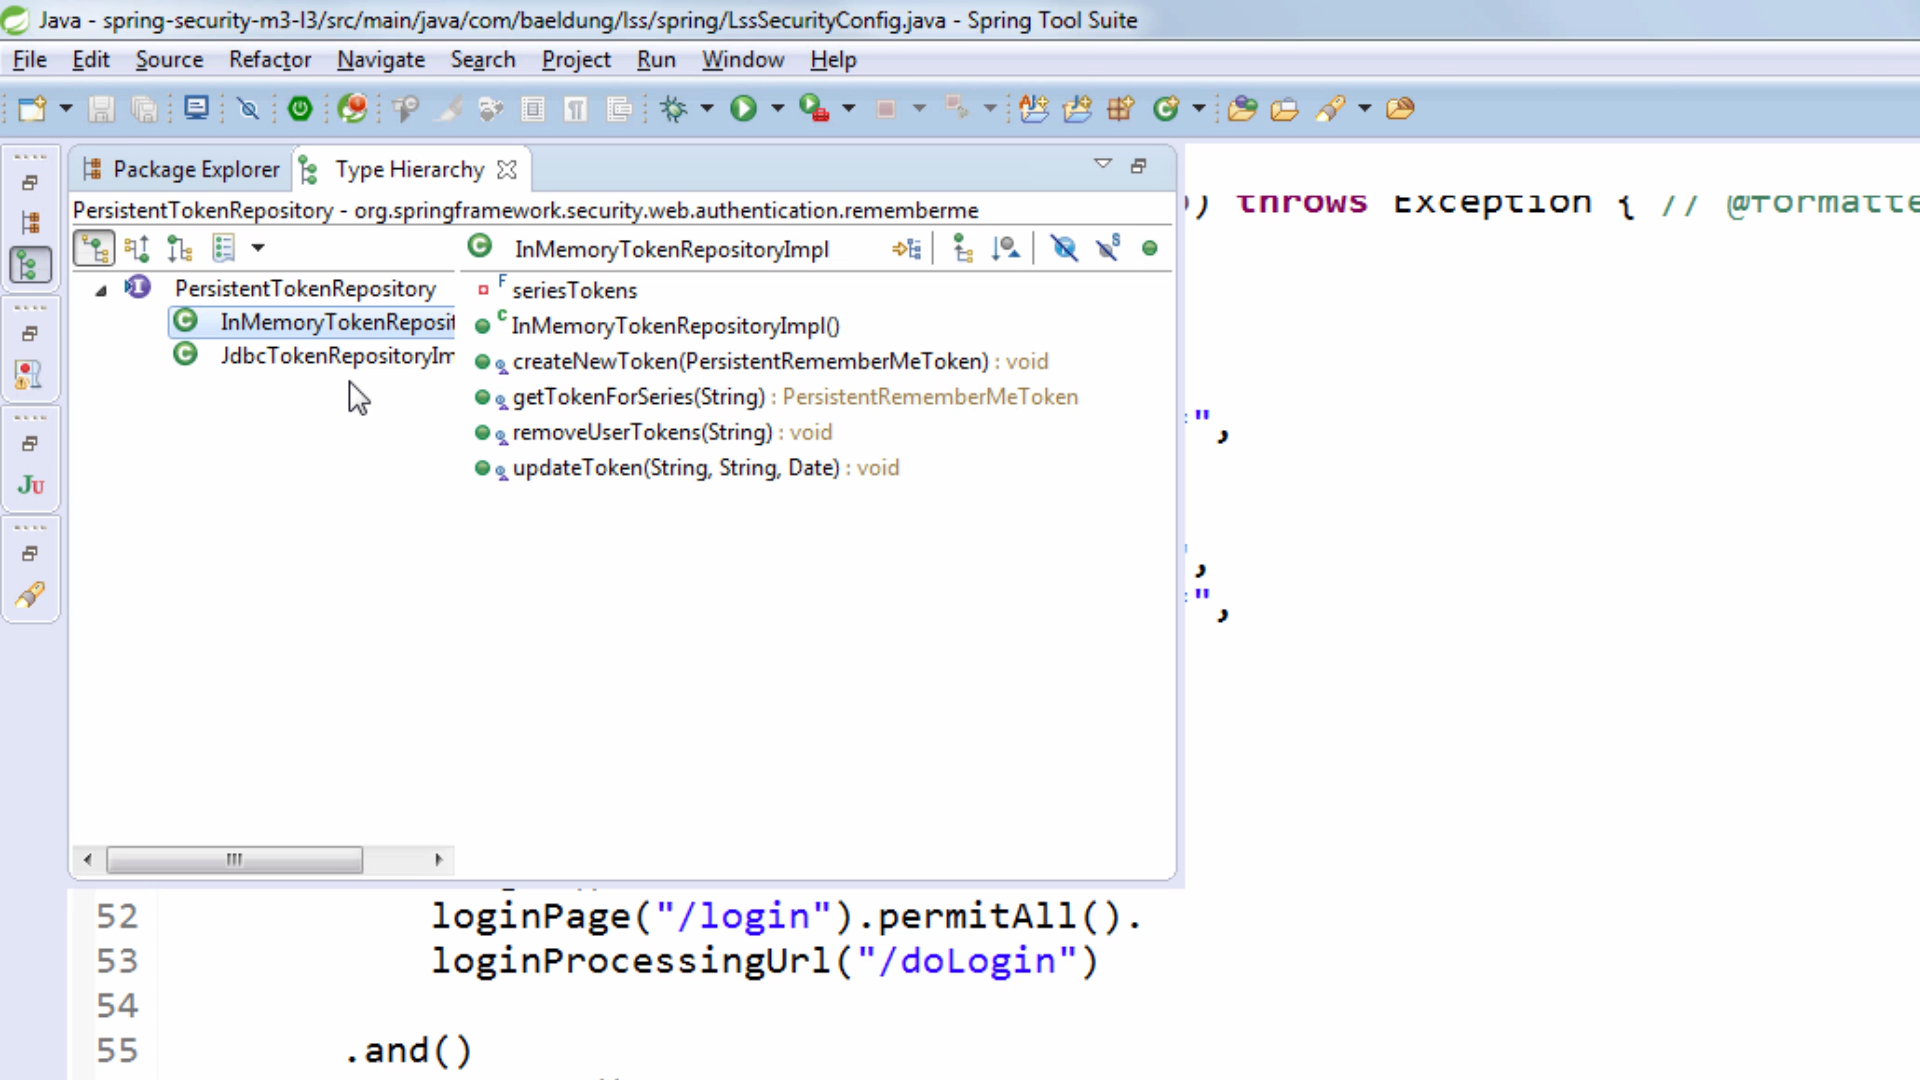 Java - spring-security-m3-l3/src/main/java/com/baeldung/lss/spring/LssSecurityConfig.java - Spring Tool Suite
File Edit Source Refactor Navigate Search Project Run Window Help
Package Explorer Type Hierarchy
PersistentTokenRepository - org.springframework.security.web.authentication.rememberme
InMemoryTokenRepositoryImpl
PersistentTokenRepository
InMemoryTokenReposit
JdbcTokenRepositoryIm
F seriesTokens
C InMemoryTokenRepositoryImpl()
createNewToken(PersistentRememberMeToken) : void
getTokenForSeries(String) : PersistentRememberMeToken
removeUserTokens(String) : void
updateToken(String, String, Date) : void
) throws Exception { // @formatte
",
,
",
Ju
52 loginPage("/login").permitAll().
53 loginProcessingUrl("/doLogin")
54
55 .and()